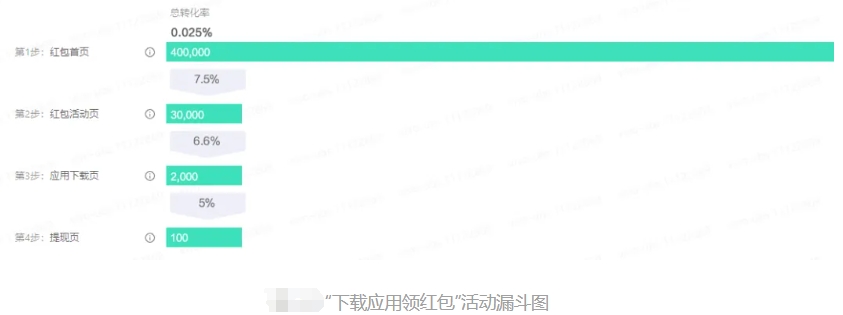 总转化率
0.025%
第1步：红包首页 400,000
7.5%
第2步：红包活动页 30,000
6.6%
第3步：应用下载页 2,000
5%
第4步：提现页 100
“下载应用领红包”活动漏斗图